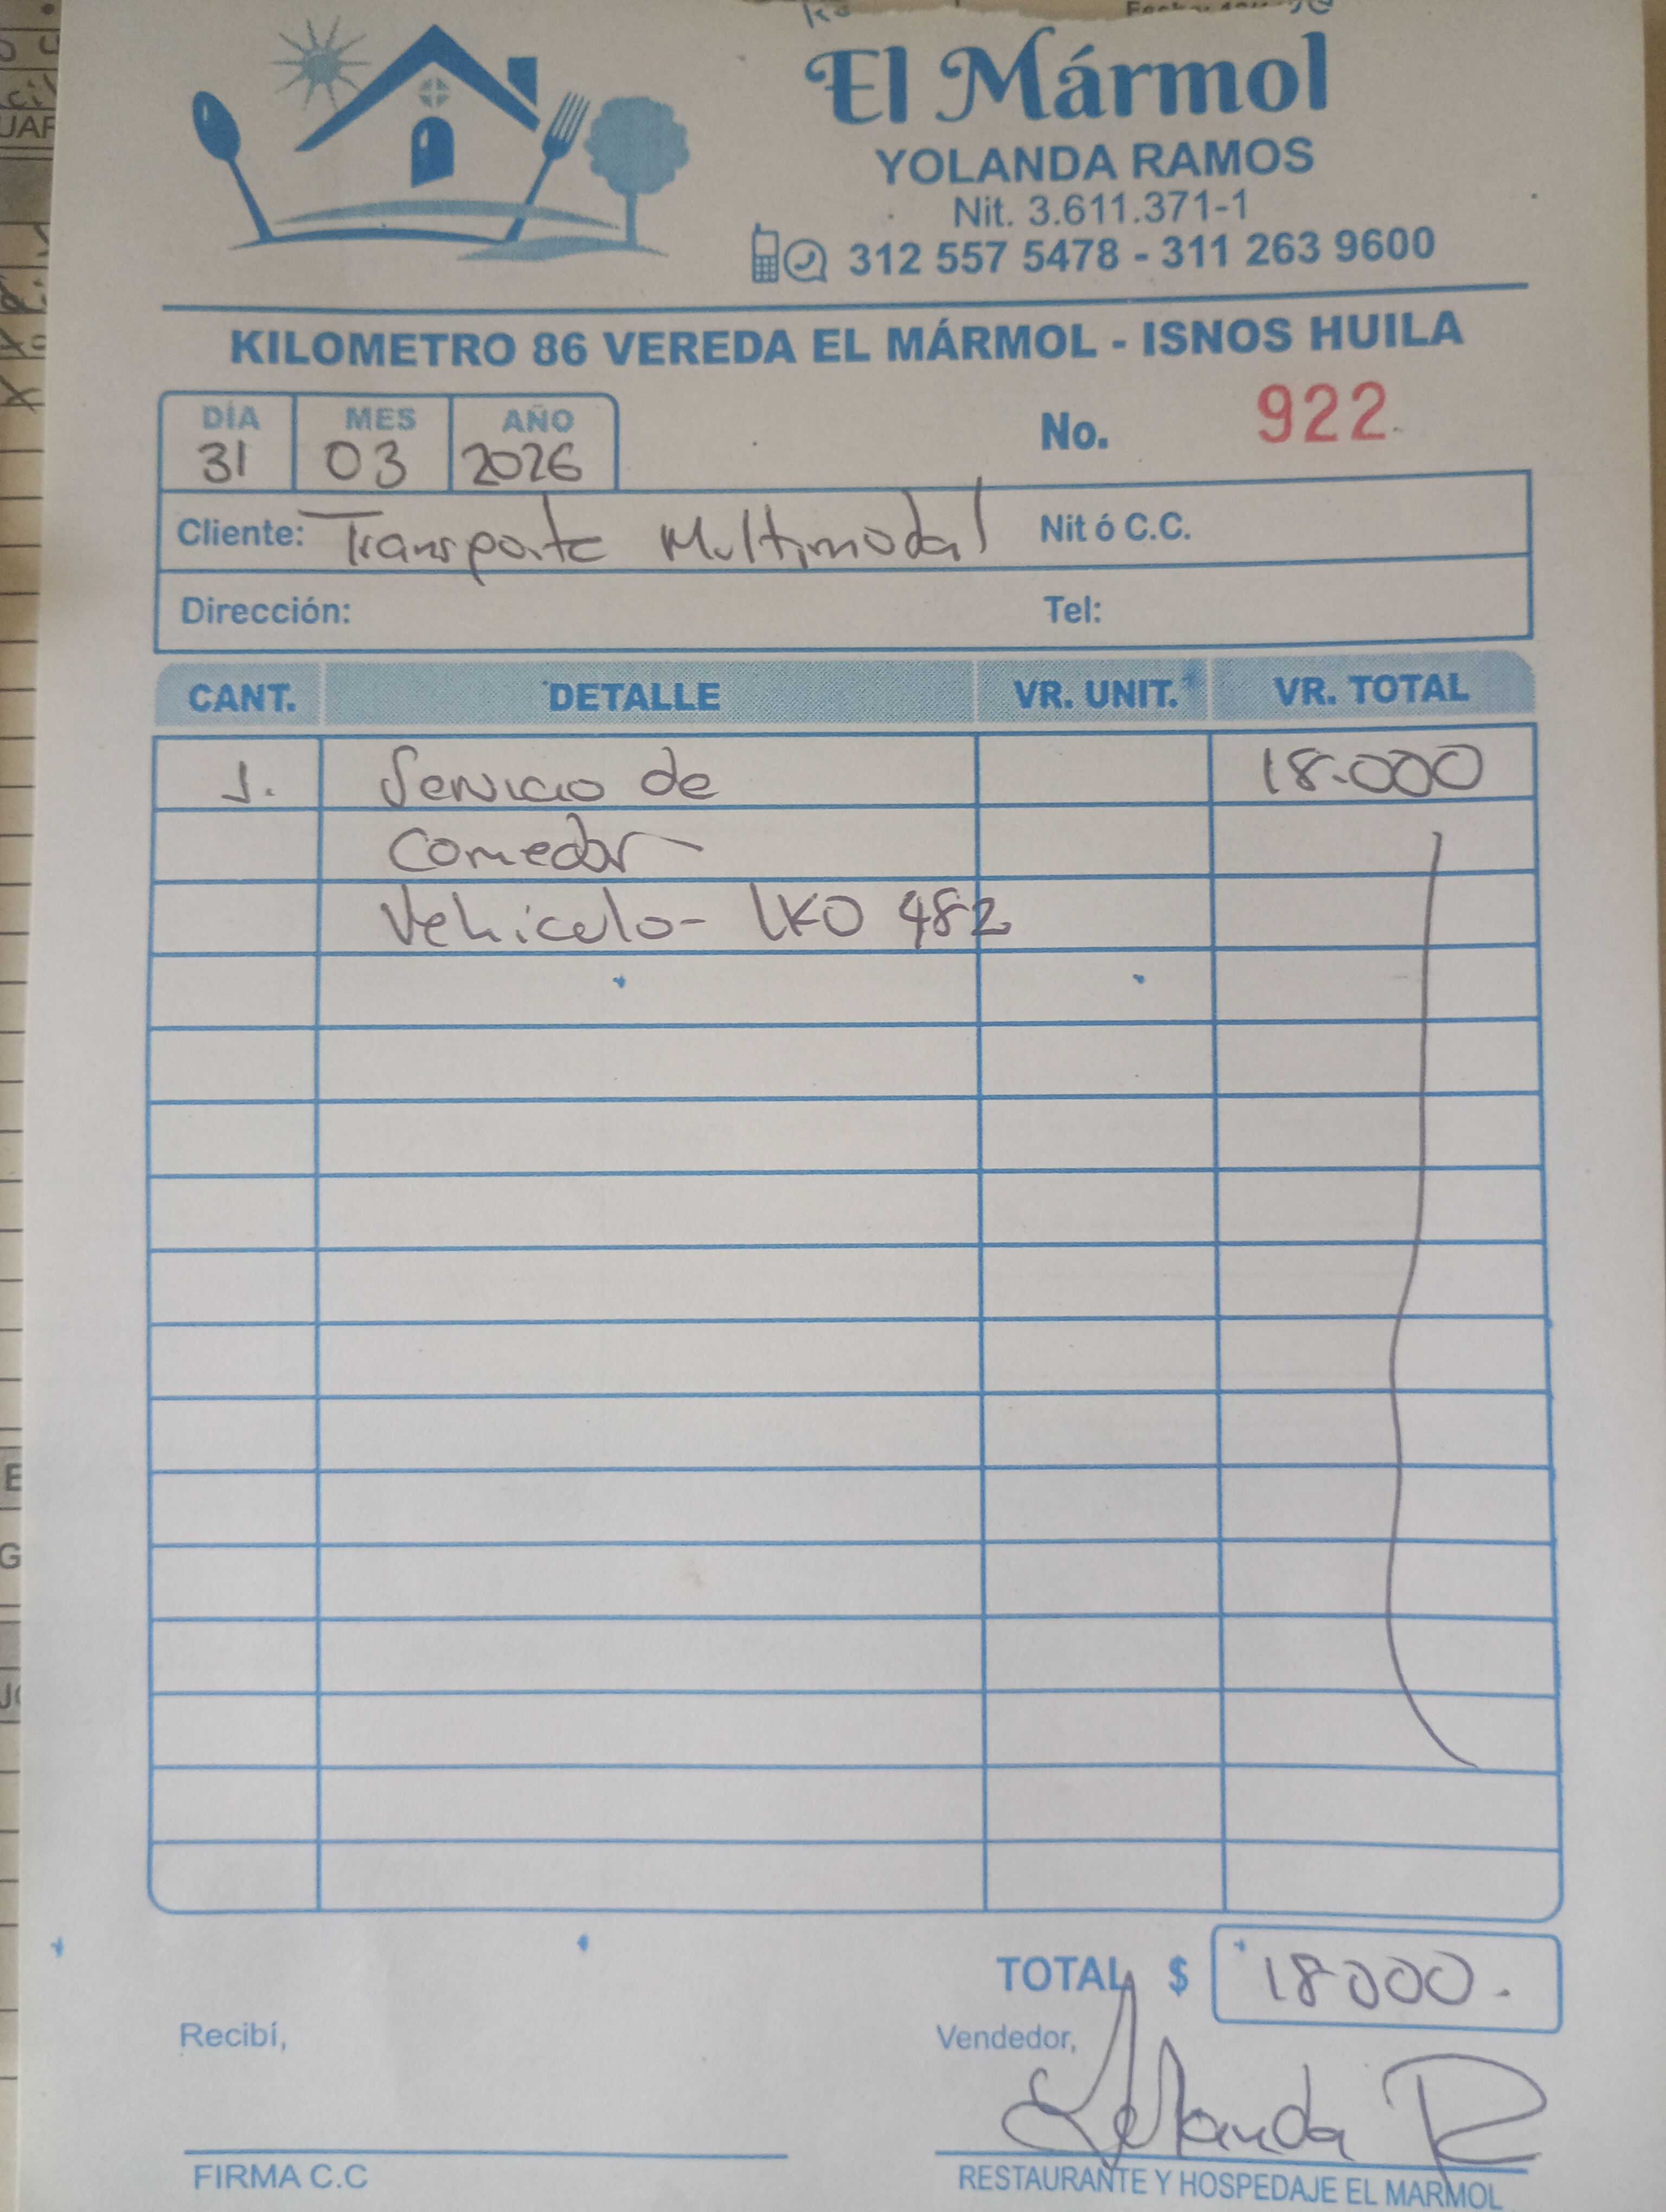 El Mármol
YOLANDA RAMOS
Nit. 3.611.371-1
312 557 5478 - 311 263 9600
KILOMETRO 86 VEREDA EL MÁRMOL - ISNOS HUILA
DÍA MES AÑO
31 03 2026
No. 922
Cliente: Transporte Multimodal Nit ó C.C.
Dirección: Tel:
CANT. DETALLE VR. UNIT. VR. TOTAL
1. Servicio de 18.000
Comedor
Vehiculo - LKO 482
TOTAL $ 18000.
Recibí, Vendedor,
Yolanda R
FIRMA C.C RESTAURANTE Y HOSPEDAJE EL MARMOL